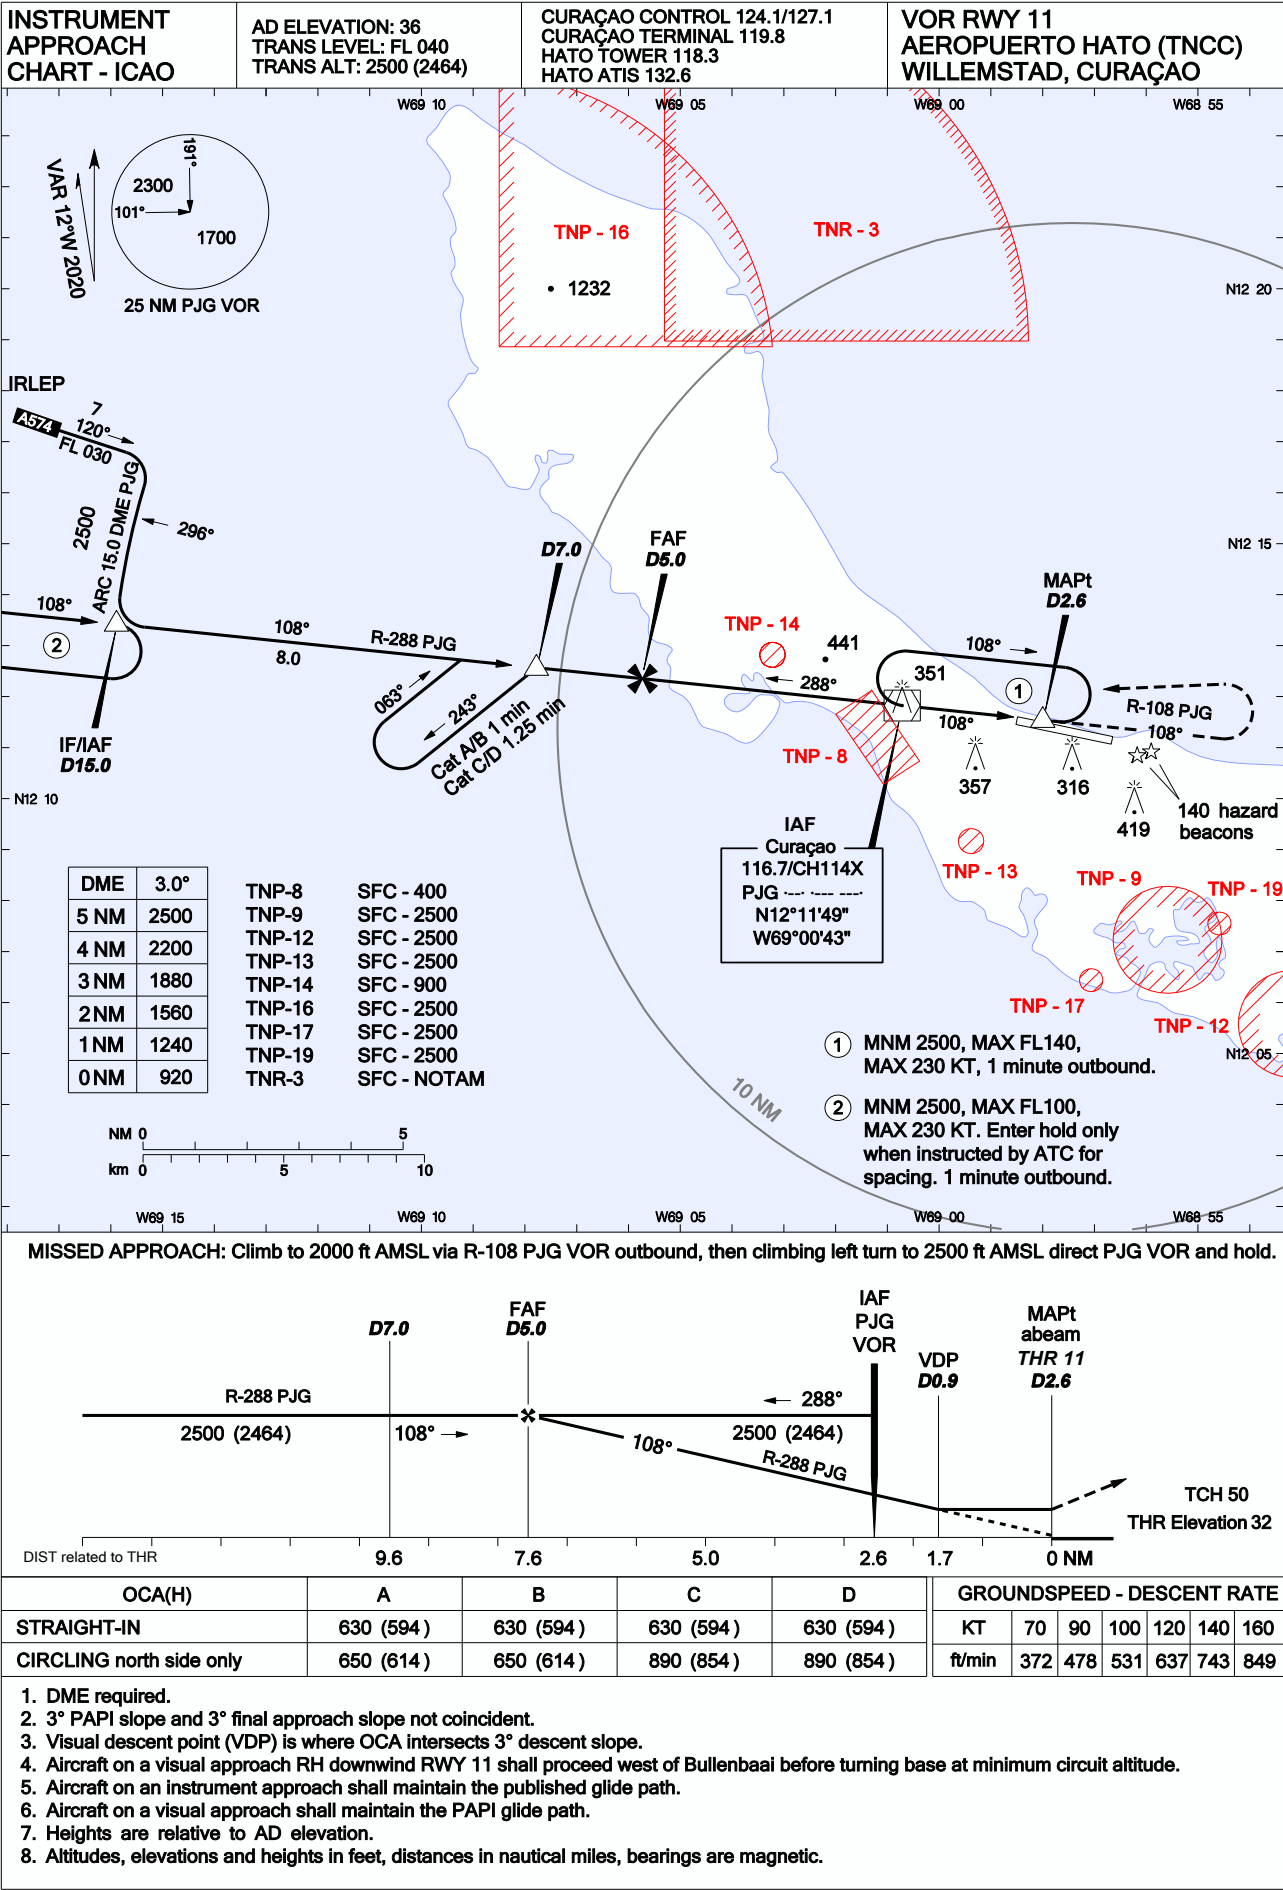 INSTRUMENT
APPROACH
CHART - ICAO
AD ELEVATION: 36
TRANS LEVEL: FL 040
TRANS ALT: 2500 (2464)
CURAÇAO CONTROL 124.1/127.1
CURAÇAO TERMINAL 119.8
HATO TOWER 118.3
HATO ATIS 132.6
VOR RWY 11
AEROPUERTO HATO (TNCC)
WILLEMSTAD, CURAÇAO
W69 10
W69 05
W69 00
W68 55
VAR 12°W 2020
191°
2300
101°
1700
25 NM PJG VOR
TNP - 16
TNR - 3
1232
N12 20
IRLEP
A574
7
120°
FL 030
2500
ARC 15.0 DME PJG
296°
D7.0
FAF
D5.0
N12 15
MAPt
D2.6
108°
2
108°
8.0
R-288 PJG
TNP - 14
441
288°
351
108°
1
R-108 PJG
108°
108°
063°
243°
Cat A/B 1 min
Cat C/D 1.25 min
IF/IAF
D15.0
TNP - 8
357
316
419
140 hazard
beacons
N12 10
IAF
Curaçao
116.7/CH114X
PJG ·--· ·--- --·
N12°11'49"
W69°00'43"
TNP - 13
TNP - 9
TNP - 19
TNP - 17
TNP - 12
N12 05
DME 3.0°
5 NM 2500
4 NM 2200
3 NM 1880
2 NM 1560
1 NM 1240
0 NM 920
TNP-8 SFC - 400
TNP-9 SFC - 2500
TNP-12 SFC - 2500
TNP-13 SFC - 2500
TNP-14 SFC - 900
TNP-16 SFC - 2500
TNP-17 SFC - 2500
TNP-19 SFC - 2500
TNR-3 SFC - NOTAM
10 NM
1 MNM 2500, MAX FL140,
MAX 230 KT, 1 minute outbound.
2 MNM 2500, MAX FL100,
MAX 230 KT. Enter hold only
when instructed by ATC for
spacing. 1 minute outbound.
NM 0 5
km 0 5 10
W69 15
W69 10
W69 05
W69 00
W68 55
MISSED APPROACH: Climb to 2000 ft AMSL via R-108 PJG VOR outbound, then climbing left turn to 2500 ft AMSL direct PJG VOR and hold.
D7.0
FAF
D5.0
IAF
PJG
VOR
VDP
D0.9
MAPt
abeam
THR 11
D2.6
R-288 PJG
288°
2500 (2464)
108°
108°
2500 (2464)
R-288 PJG
TCH 50
THR Elevation 32
DIST related to THR
9.6 7.6 5.0 2.6 1.7 0 NM
OCA(H) A B C D
STRAIGHT-IN 630 (594) 630 (594) 630 (594) 630 (594)
CIRCLING north side only 650 (614) 650 (614) 890 (854) 890 (854)
GROUNDSPEED - DESCENT RATE
KT 70 90 100 120 140 160
ft/min 372 478 531 637 743 849
1. DME required.
2. 3° PAPI slope and 3° final approach slope not coincident.
3. Visual descent point (VDP) is where OCA intersects 3° descent slope.
4. Aircraft on a visual approach RH downwind RWY 11 shall proceed west of Bullenbaai before turning base at minimum circuit altitude.
5. Aircraft on an instrument approach shall maintain the published glide path.
6. Aircraft on a visual approach shall maintain the PAPI glide path.
7. Heights are relative to AD elevation.
8. Altitudes, elevations and heights in feet, distances in nautical miles, bearings are magnetic.